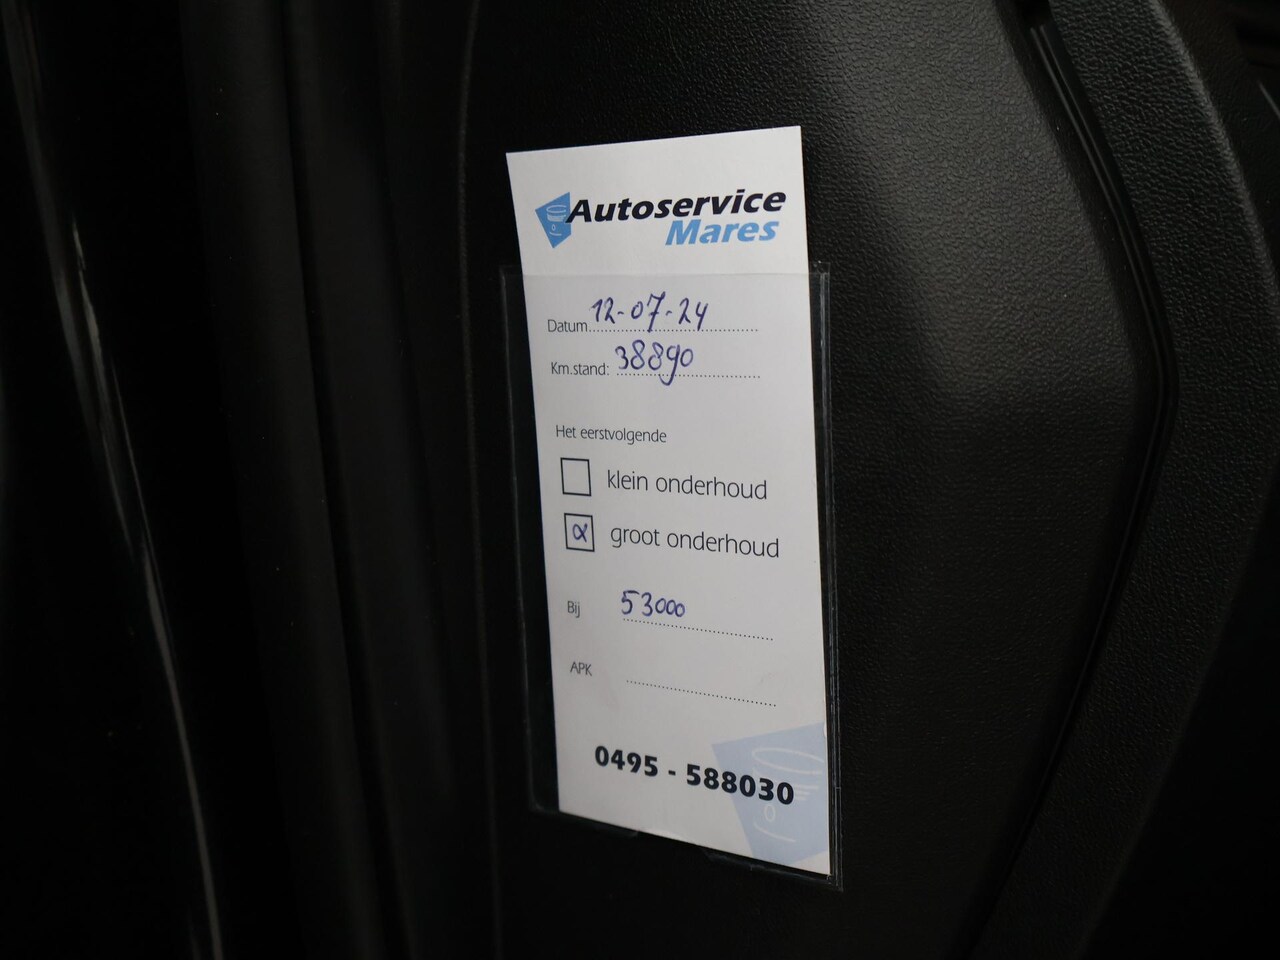 Autoservice
Mares
Datum 12-07-24
Km.stand: 38890
Het eerstvolgende
klein onderhoud
groot onderhoud
Bij 53000
APK
0495 - 588030